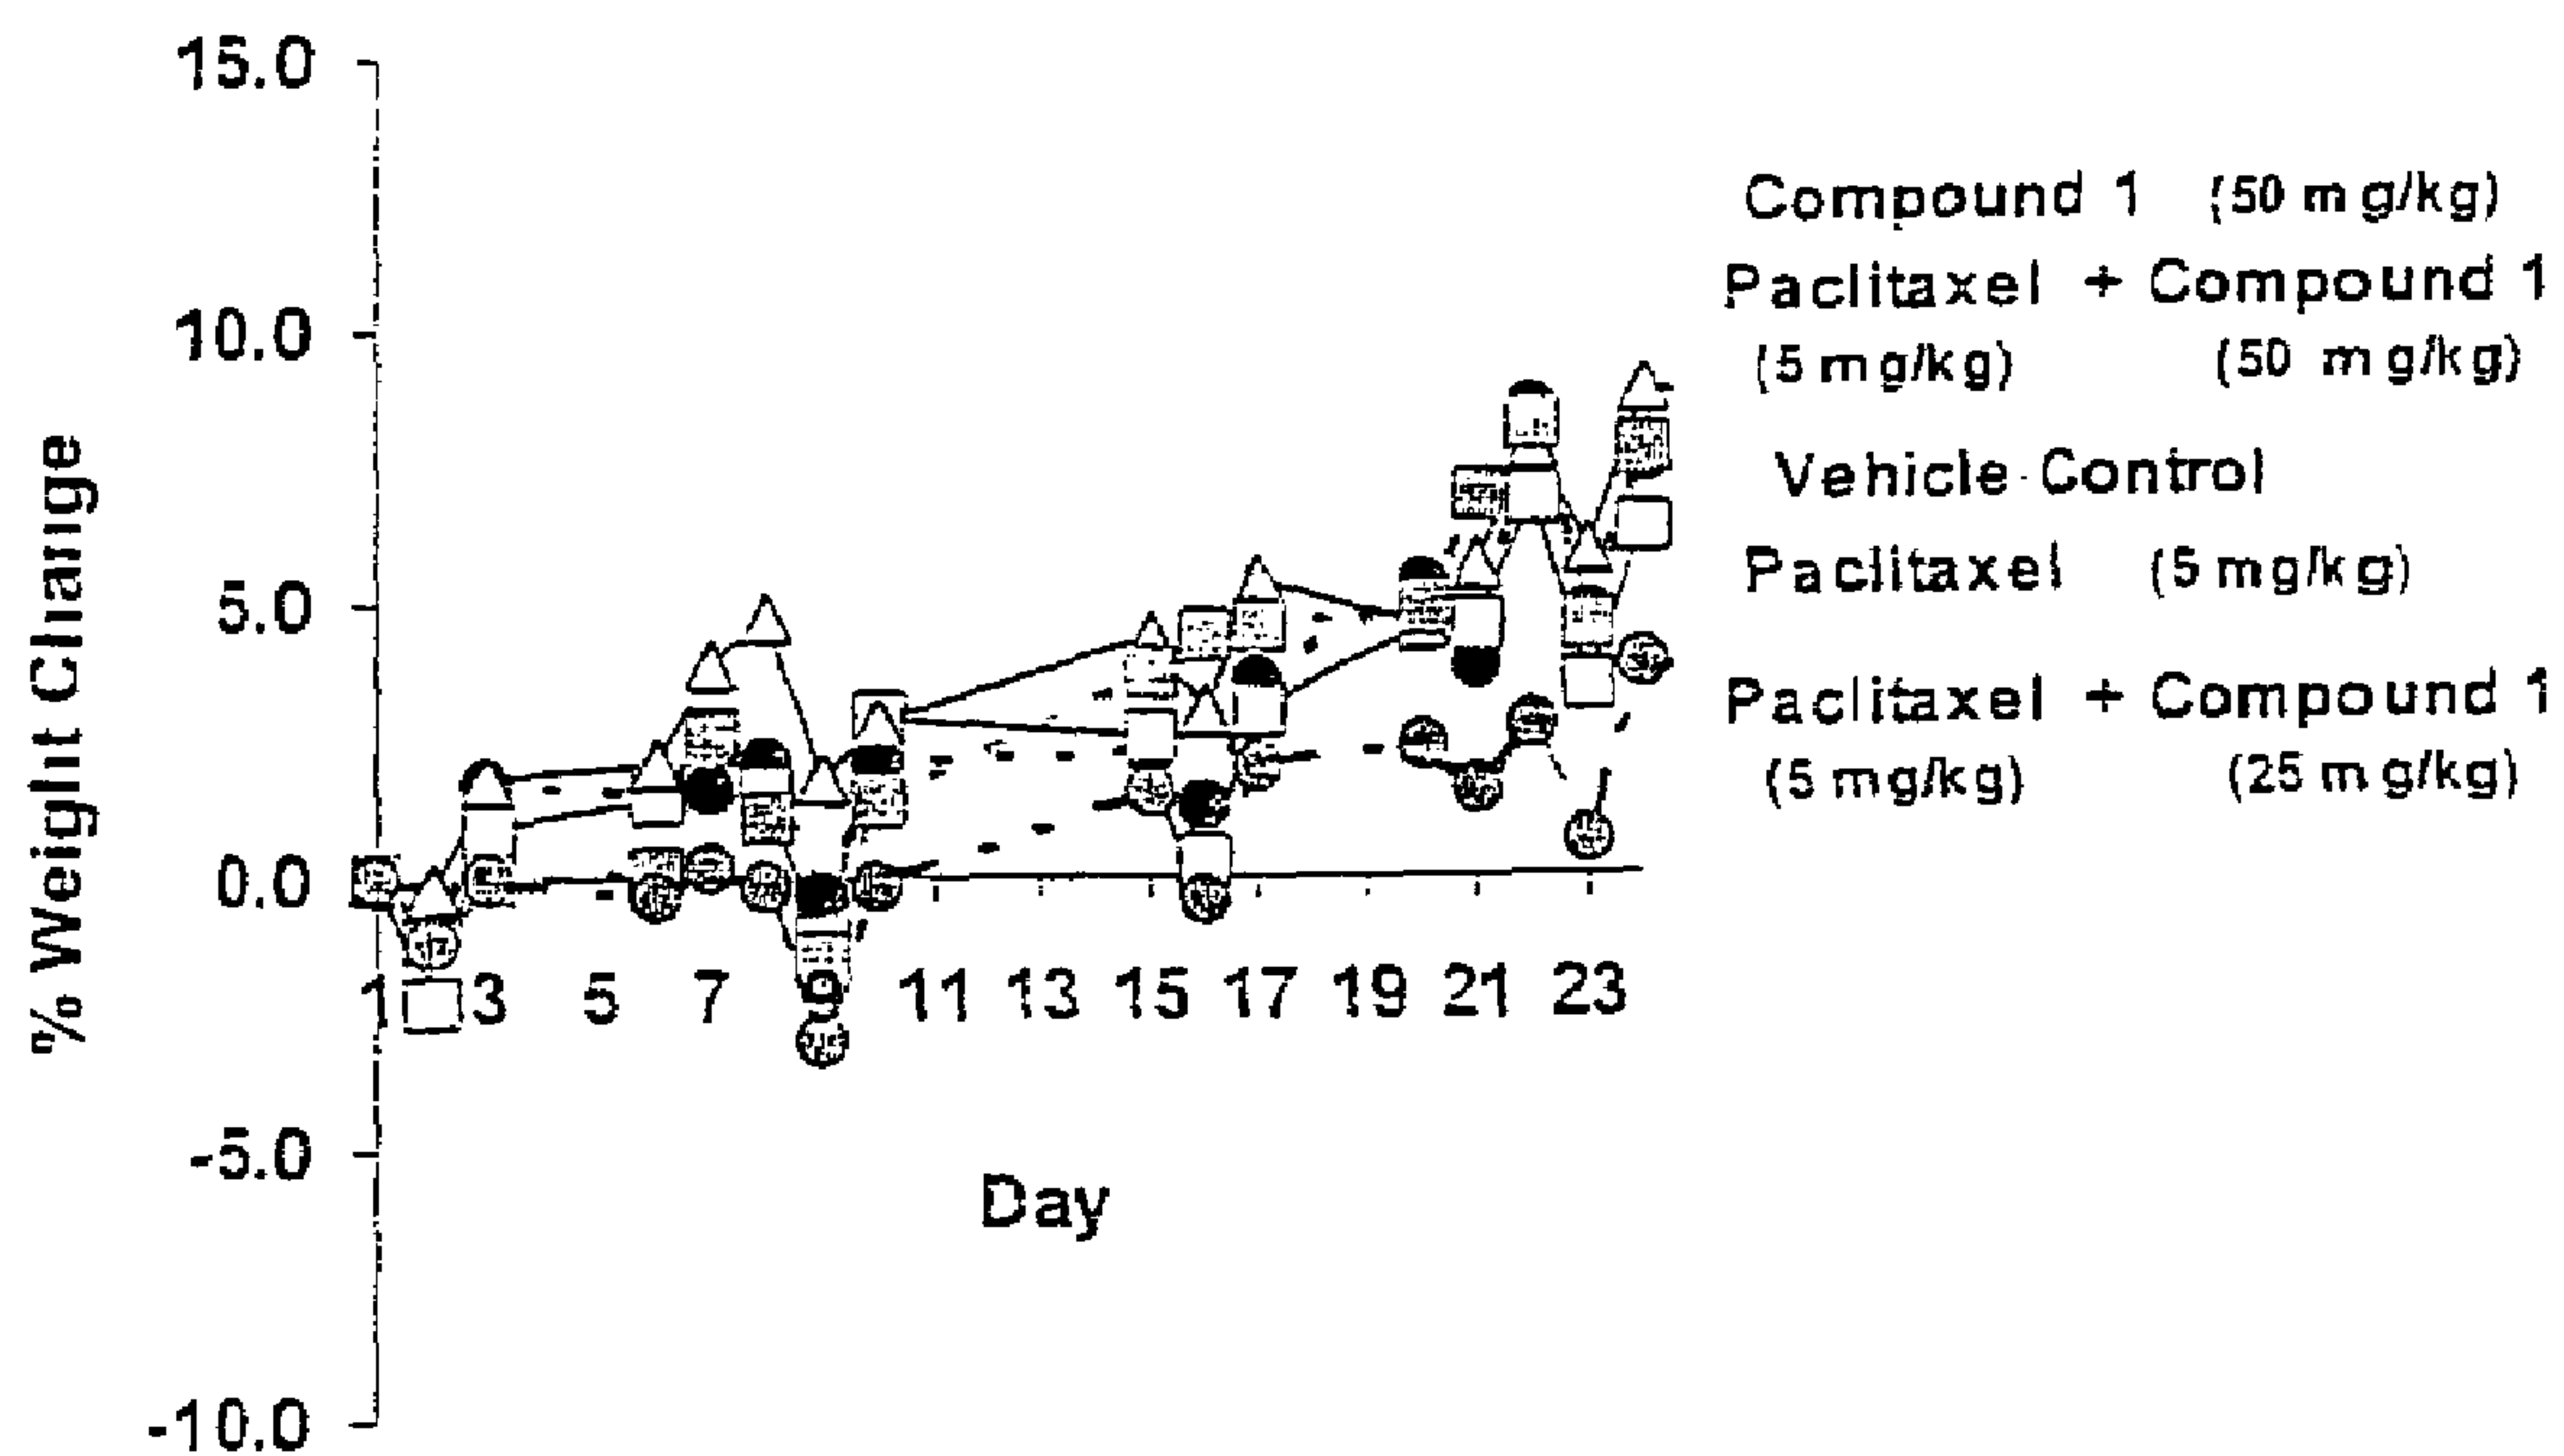 15.0
10.0
5.0
0.0
-5.0
-10.0
% Weight Change
1 3 5 7 9 11 13 15 17 19 21 23
Day
Compound 1 (50 mg/kg)
Paclitaxel + Compound 1
(5 mg/kg) (50 mg/kg)
Vehicle Control
Paclitaxel (5 mg/kg)
Paclitaxel + Compound 1
(5 mg/kg) (25 mg/kg)